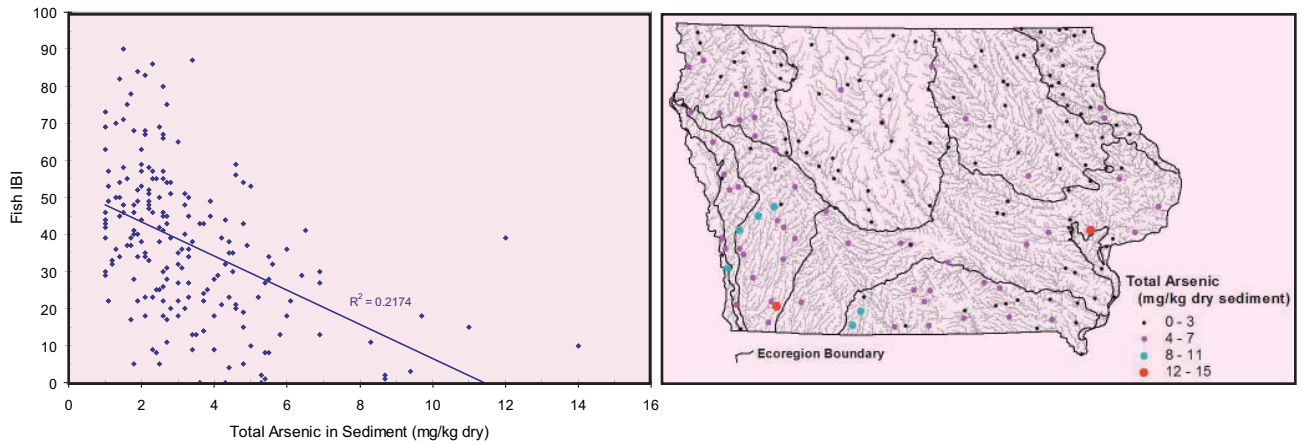 100
90
80
70
60
50
40
30
20
10
0
Fish IBI
R² = 0.2174
0 2 4 6 8 10 12 14 16
Total Arsenic in Sediment (mg/kg dry)
Total Arsenic
(mg/kg dry sediment)
0 - 3
4 - 7
8 - 11
12 - 15
Ecoregion Boundary